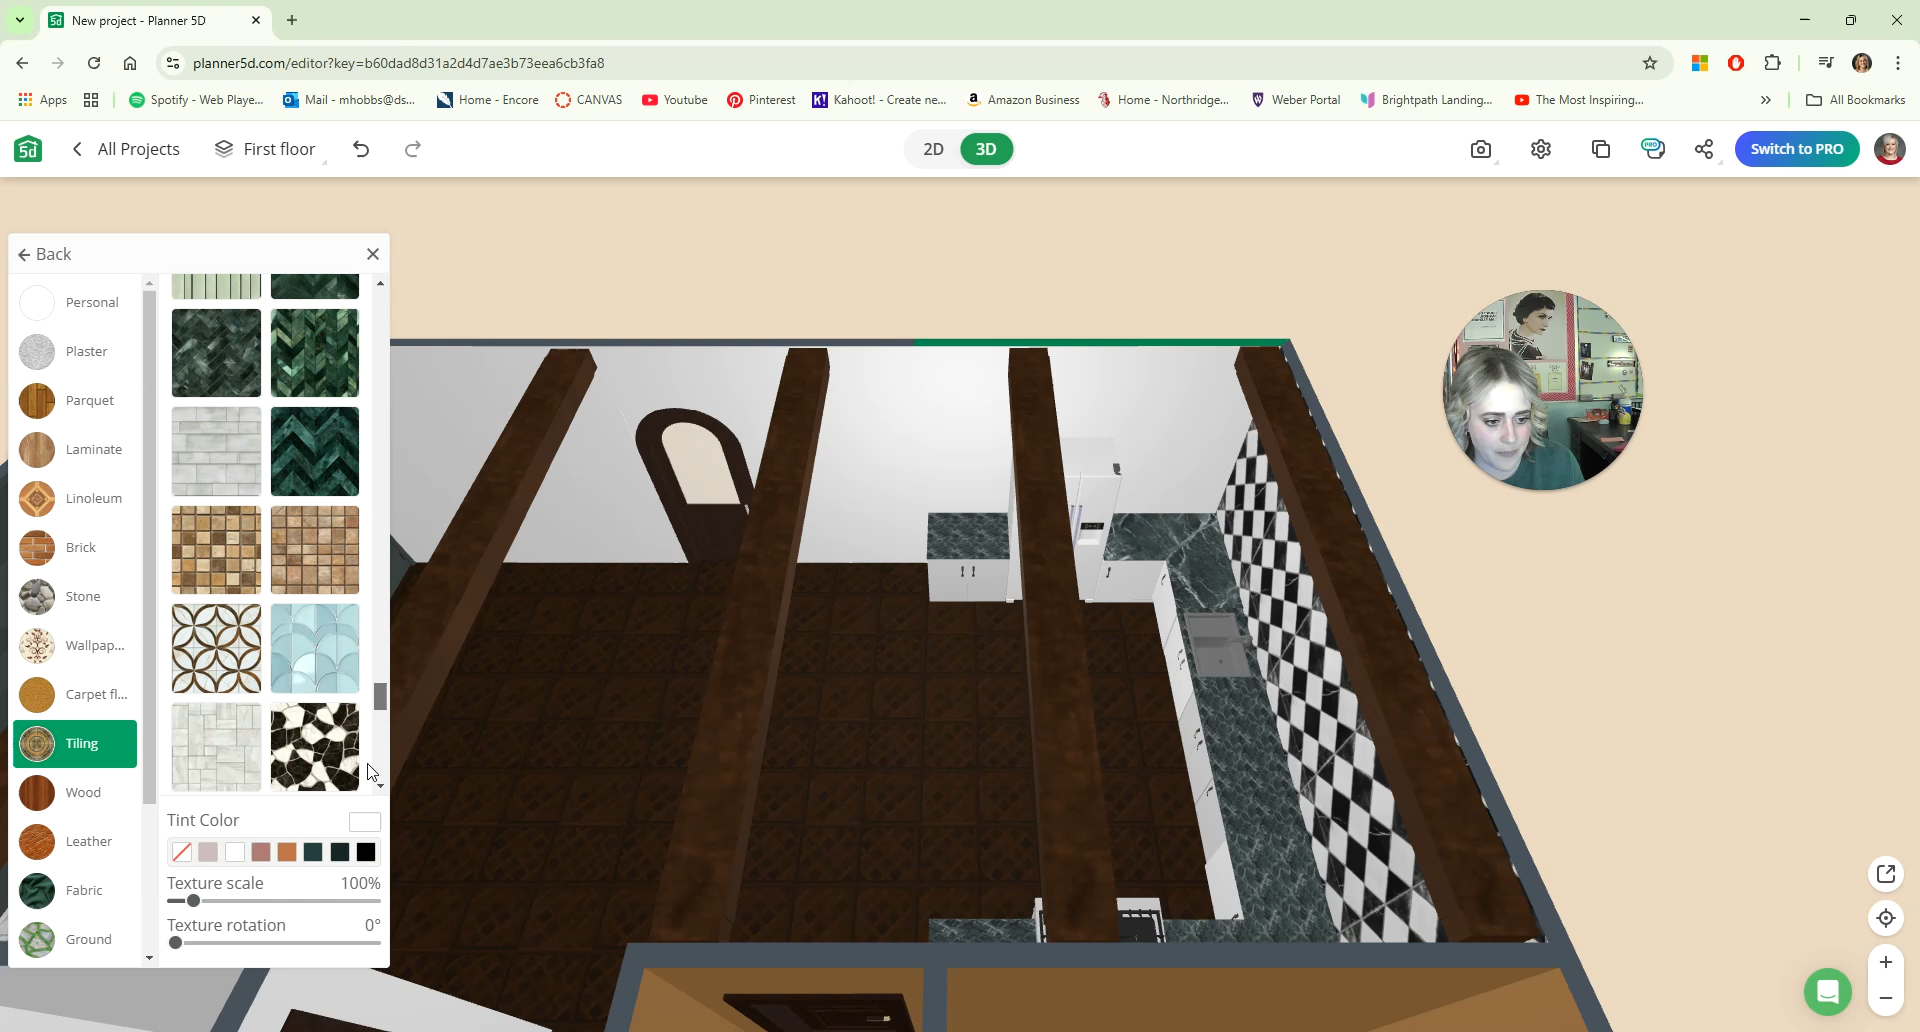 New project - Planner 5D
planner5d.com/editor?key=b60dad8d31a2d4d7ae3b73eea6cb3fa8
Apps
Spotify - Web Playe...
Mail - mhobbs@ds...
Home - Encore
CANVAS
Youtube
Pinterest
Kahoot! - Create ne...
Amazon Business
Home - Northridge...
Weber Portal
Brightpath Landing...
The Most Inspiring...
All Bookmarks
5d
All Projects
First floor
2D
3D
PRO
Switch to PRO
Back
Personal
Plaster
Parquet
Laminate
Linoleum
Brick
Stone
Wallpap...
Carpet fl...
Tiling
Wood
Leather
Fabric
Ground
Tint Color
Texture scale 100%
Texture rotation 0°